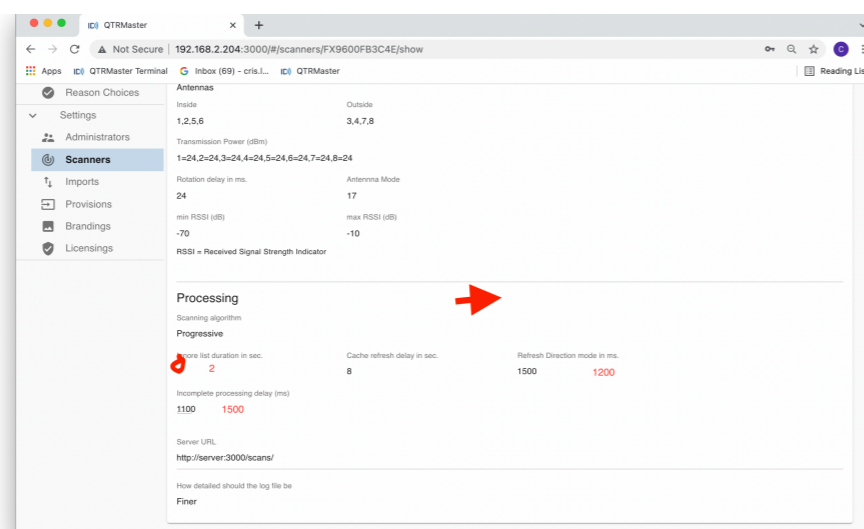 QTRMaster
Not Secure | 192.168.2.204:3000/#/scanners/FX9600FB3C4E/show
Apps QTRMaster Terminal Inbox (69) - cris.l... QTRMaster Reading Lis
Reason Choices
Settings
Administrators
Scanners
Imports
Provisions
Brandings
Licensings
Antennas
Inside Outside
1,2,5,6 3,4,7,8
Transmission Power (dBm)
1=24,2=24,3=24,4=24,5=24,6=24,7=24,8=24
Rotation delay in ms. Antennna Mode
24 17
min RSSI (dB) max RSSI (dB)
-70 -10
RSSI = Received Signal Strength Indicator
Processing
Scanning algorithm
Progressive
Ignore list duration in sec. Cache refresh delay in sec. Refresh Direction mode in ms.
2 8 1500 1200
Incomplete processing delay (ms)
1100 1500
Server URL
http://server:3000/scans/
How detailed should the log file be
Finer